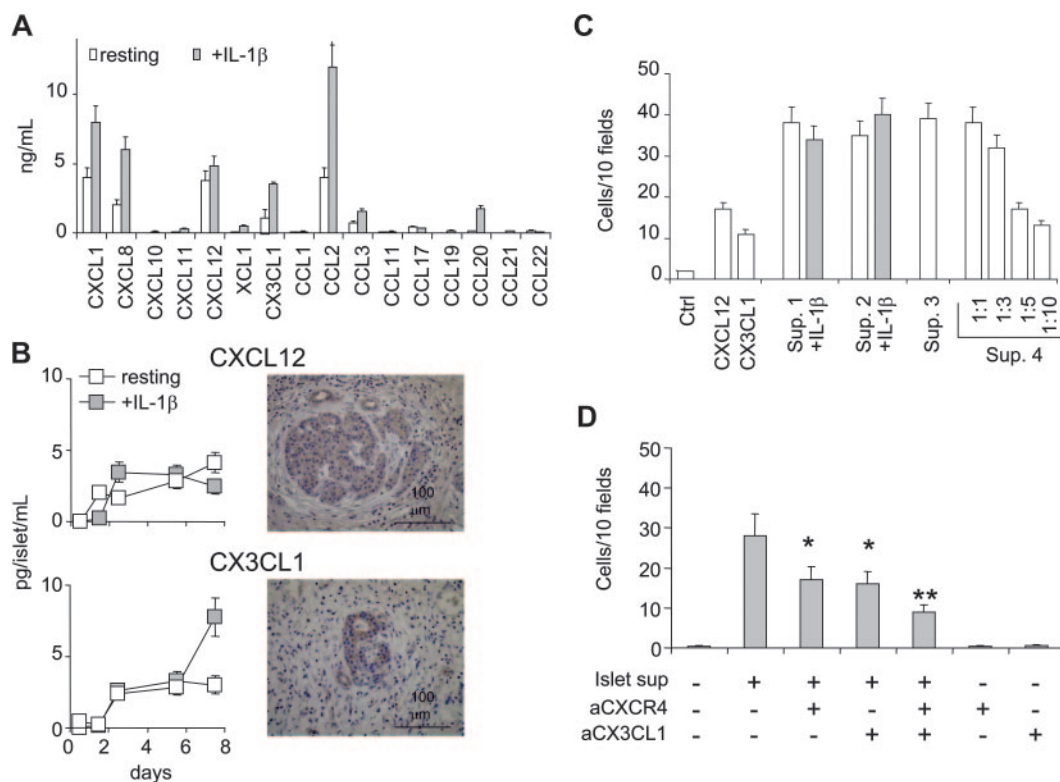 A
resting
+IL-1β
10
5
0
ng/mL
CXCL1
CXCL8
CXCL10
CXCL11
CXCL12
XCL1
CX3CL1
CCL1
CCL2
CCL3
CCL11
CCL17
CCL19
CCL20
CCL21
CCL22
B
CXCL12
10
5
0
resting
+IL-1β
100
μm
CX3CL1
10
5
0
pg/islet/mL
0 2 4 6 8
days
100
μm
C
50
40
30
20
10
0
Cells/10 fields
Ctrl
CXCL12
CX3CL1
Sup. 1
+IL-1β
Sup. 2
+IL-1β
Sup. 3
1:1
1:3
1:5
1:10
Sup. 4
D
40
30
20
10
0
Cells/10 fields
* * **
Islet sup - + + + + - -
aCXCR4 - - + - + + -
aCX3CL1 - - - + + - +